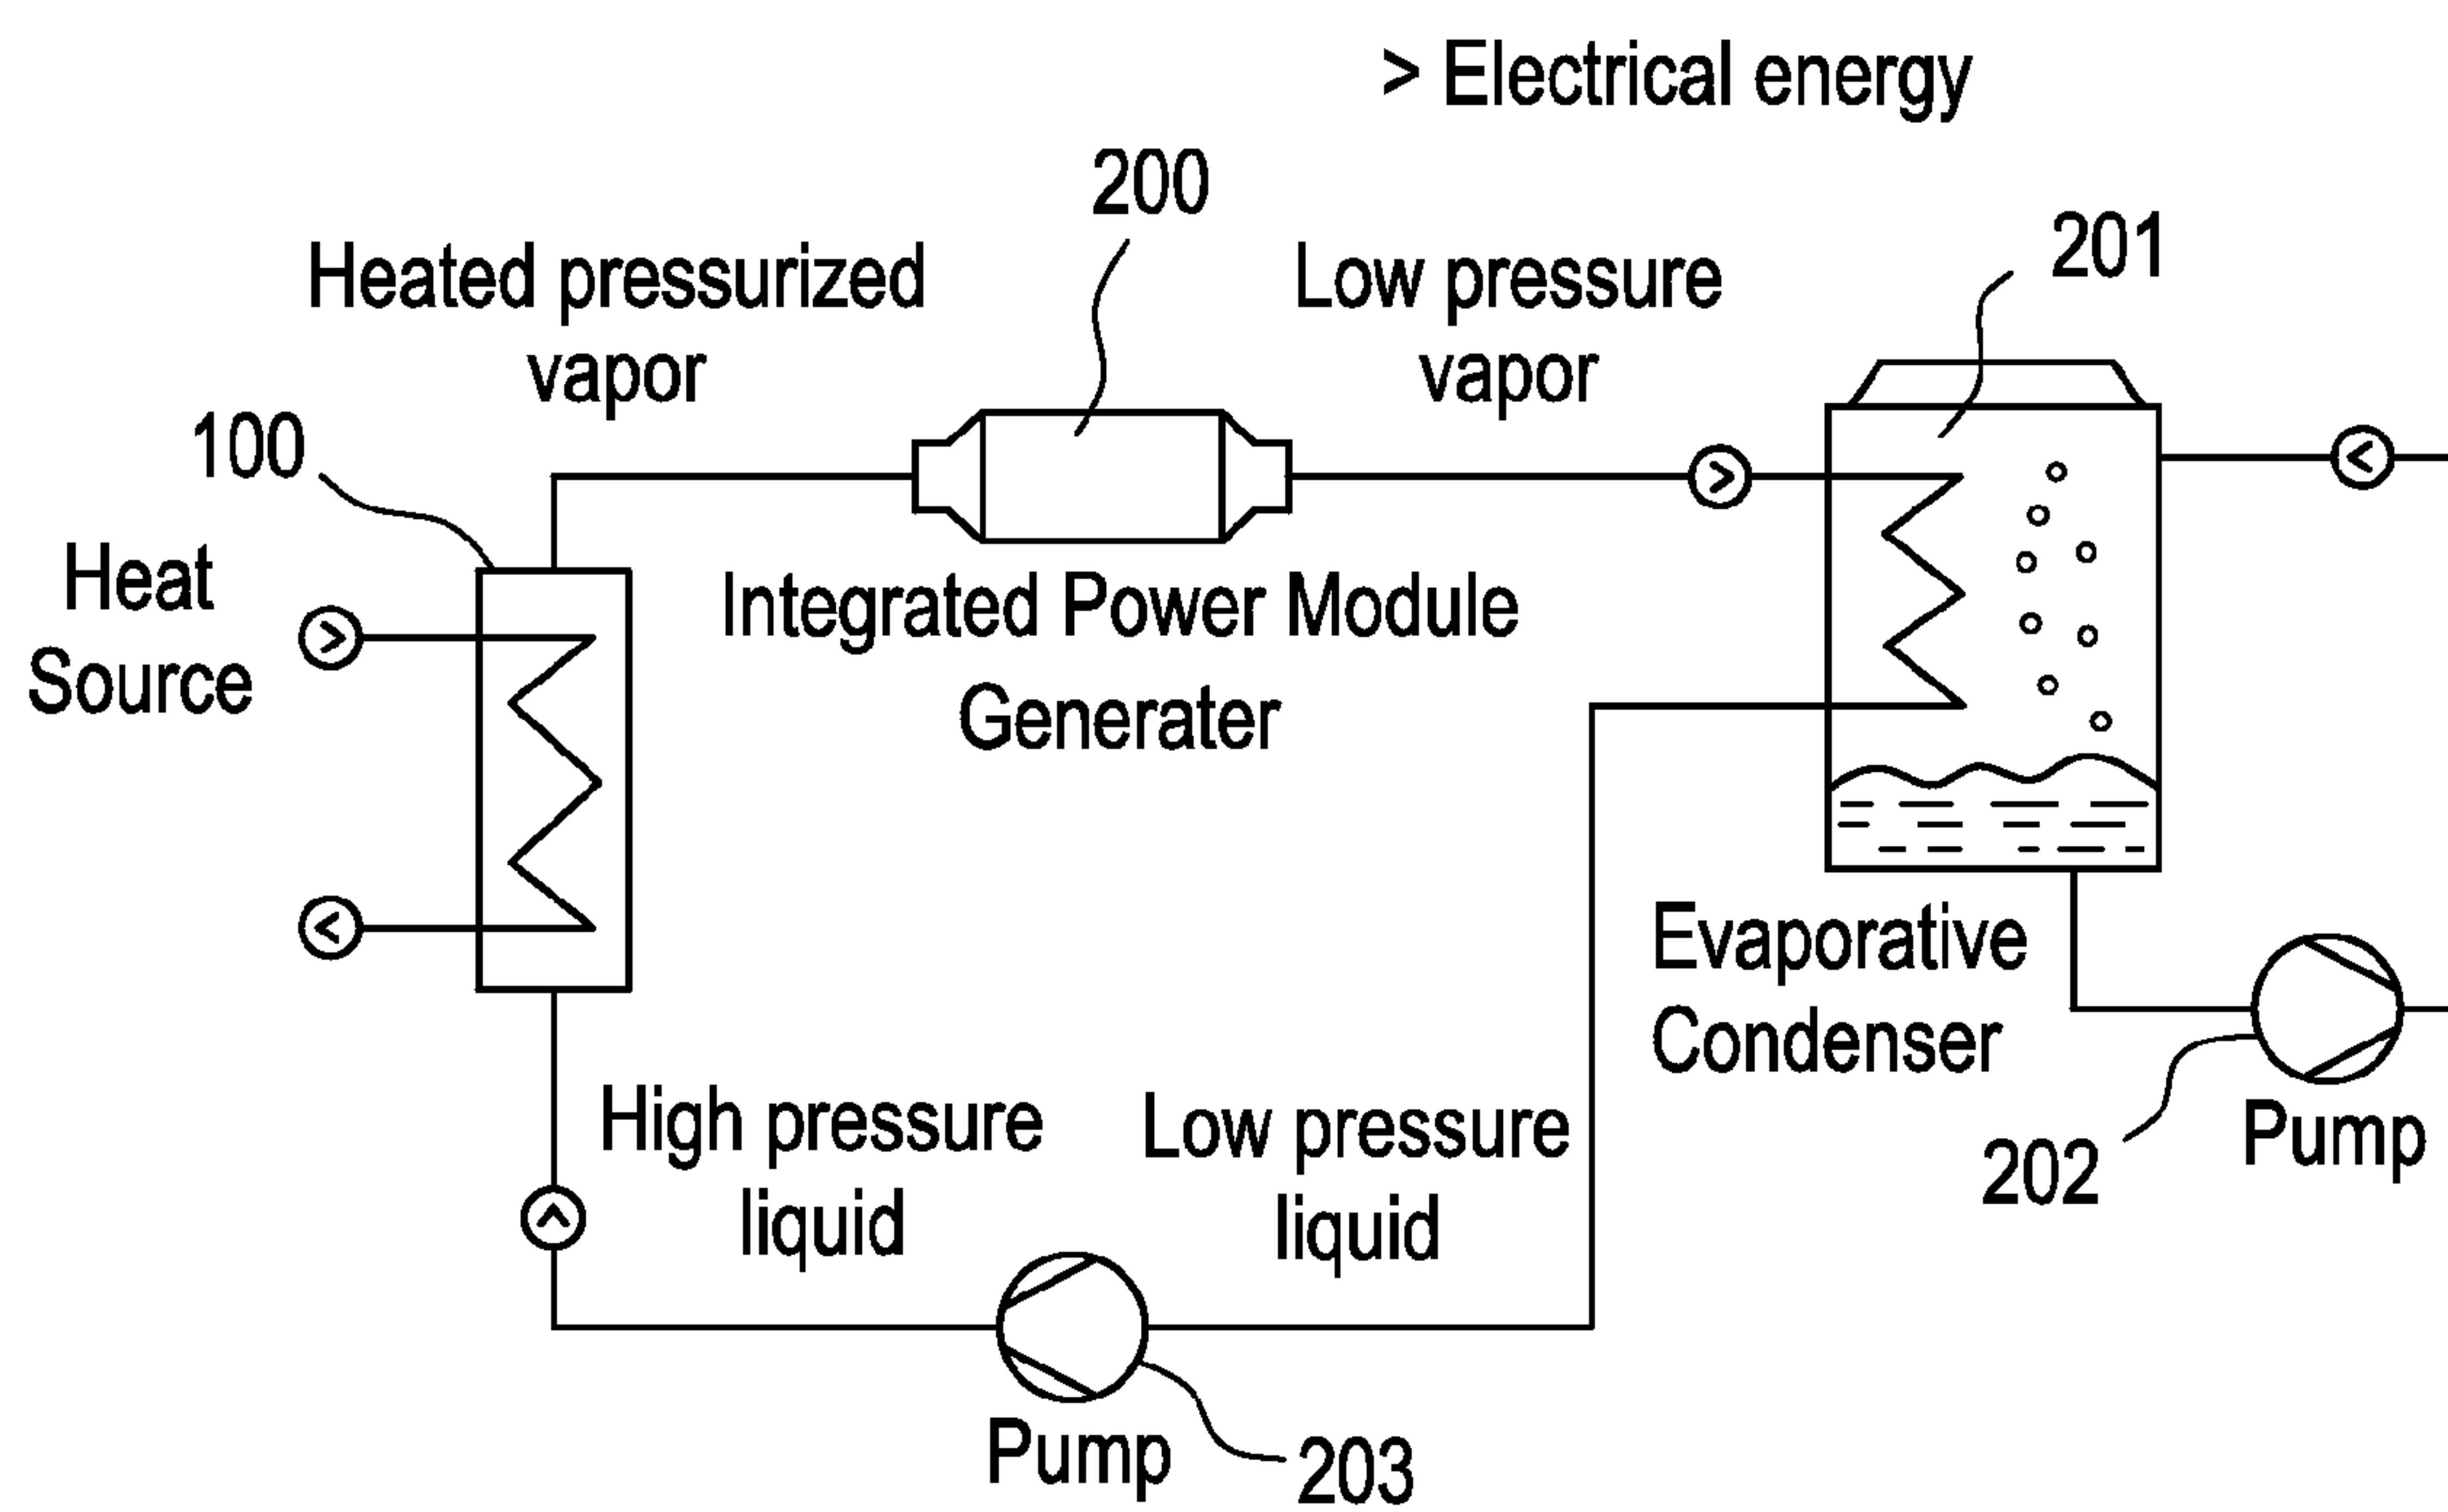 > Electrical energy
200
201
Heated pressurized
vapor
Low pressure
vapor
100
Heat
Source
Integrated Power Module
Generater
Evaporative
Condenser
High pressure
liquid
Low pressure
liquid
202
Pump
Pump
203